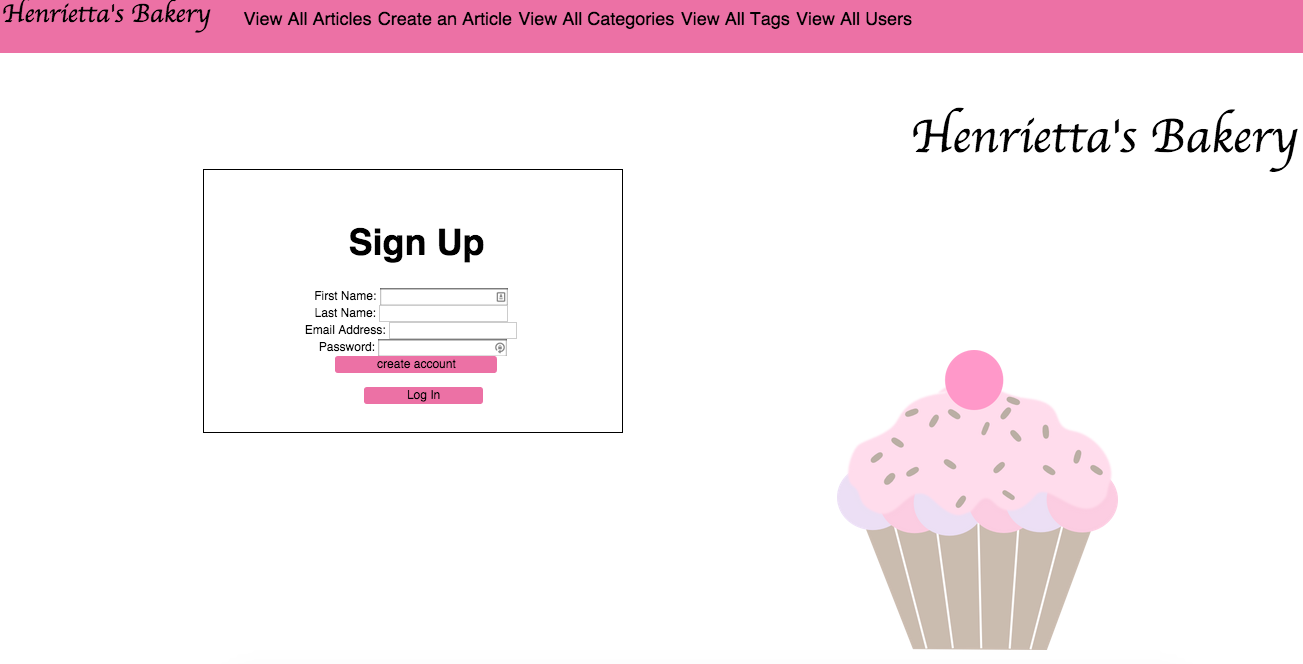 Henrietta's Bakery View All Articles Create an Article View All Categories View All Tags View All Users
Henrietta's Bakery
Sign Up
First Name:
Last Name:
Email Address:
Password:
create account
Log In